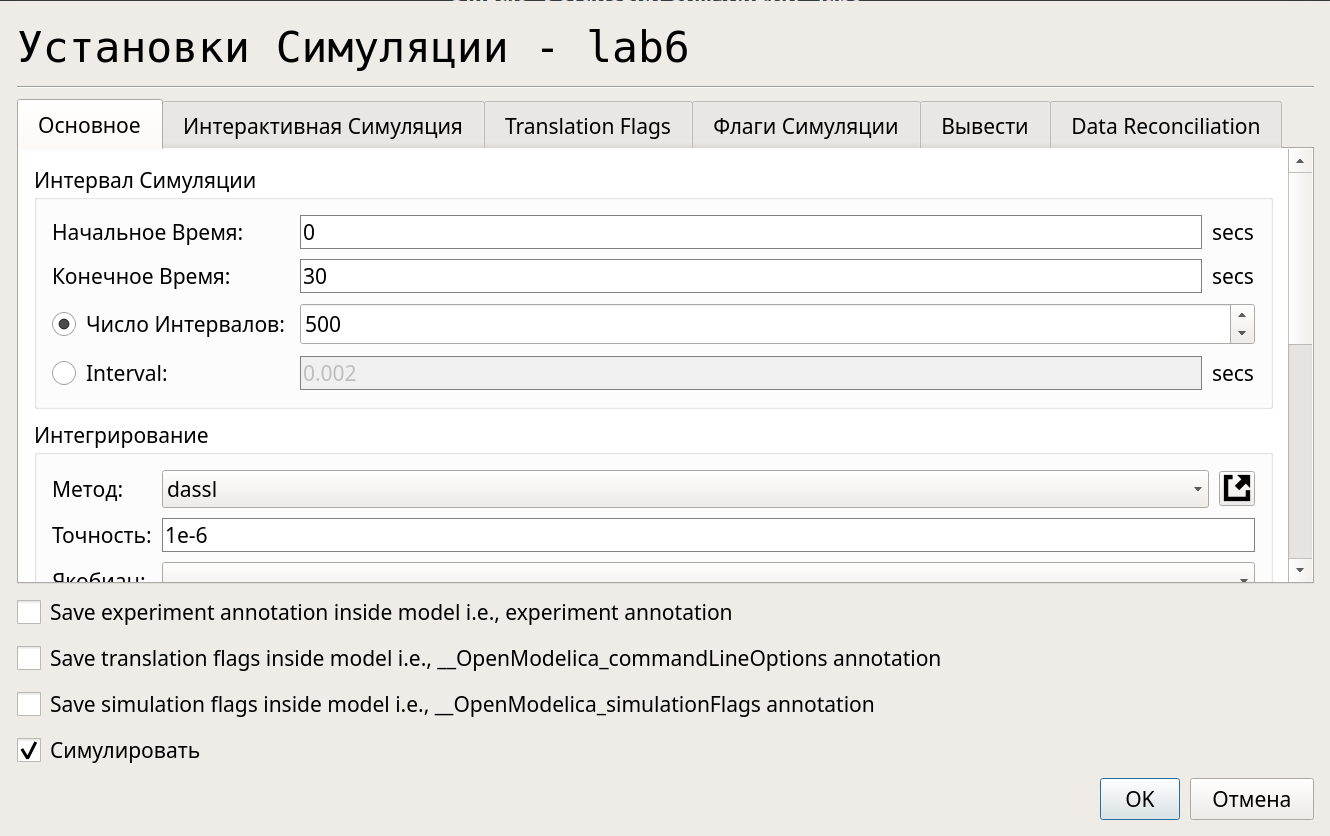 Установки Симуляции - lab6
Основное Интерактивная Симуляция Translation Flags Флаги Симуляции Вывести Data Reconciliation
Интервал Симуляции
Начальное Время: 0 secs
Конечное Время: 30 secs
Число Интервалов: 500
Interval: 0.002 secs
Интегрирование
Метод: dassl
Точность: 1e-6
Якобиан:
Save experiment annotation inside model i.e., experiment annotation
Save translation flags inside model i.e., __OpenModelica_commandLineOptions annotation
Save simulation flags inside model i.e., __OpenModelica_simulationFlags annotation
Симулировать
OK Отмена